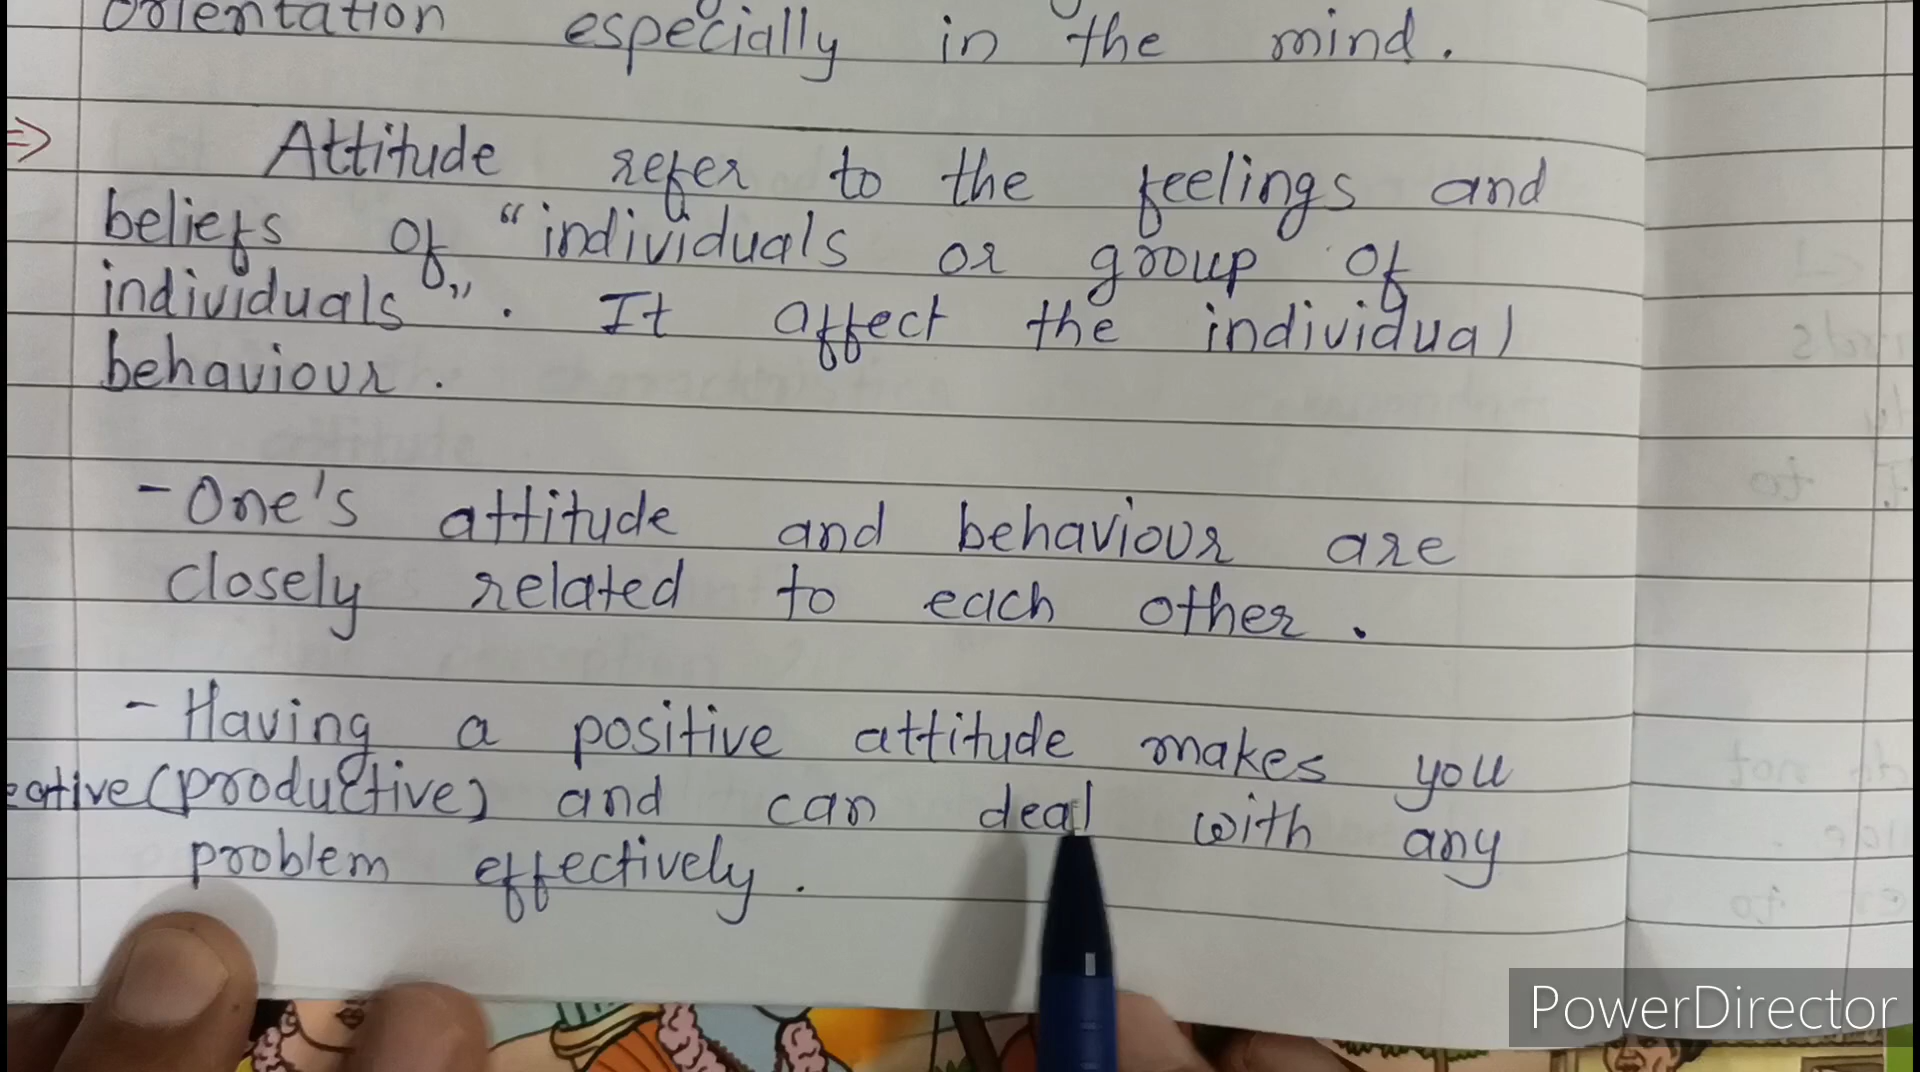 orientation especially in the mind.
⇒ Attitude refer to the feelings and
beliefs of "individuals or group of
individuals". It affect the individual
behaviour.
- One's attitude and behaviour are
closely related to each other.
- Having a positive attitude makes you
(productive) and can deal with any
problem effectively.
PowerDirector